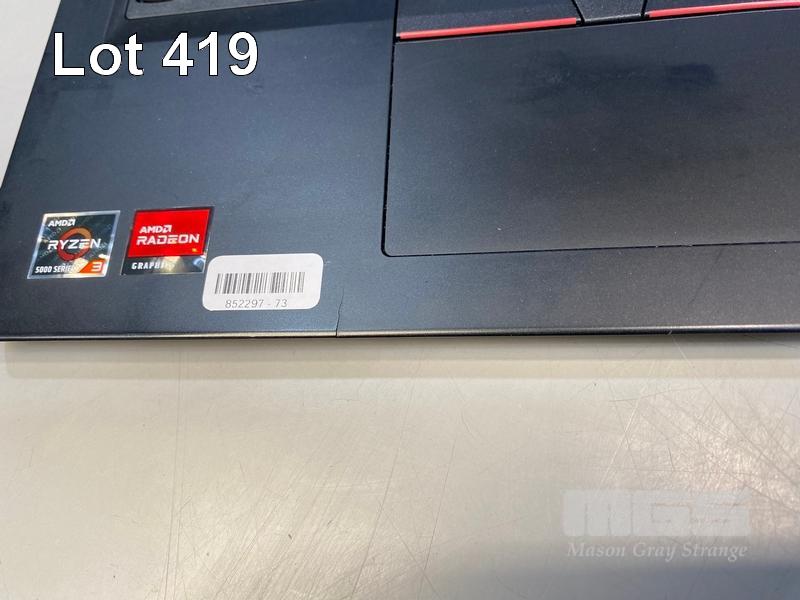 Lot 419
AMD
RYZEN
5000 SERIES 3
AMD
RADEON
GRAPHICS
852297 - 73
MGS
Mason Gray Strange